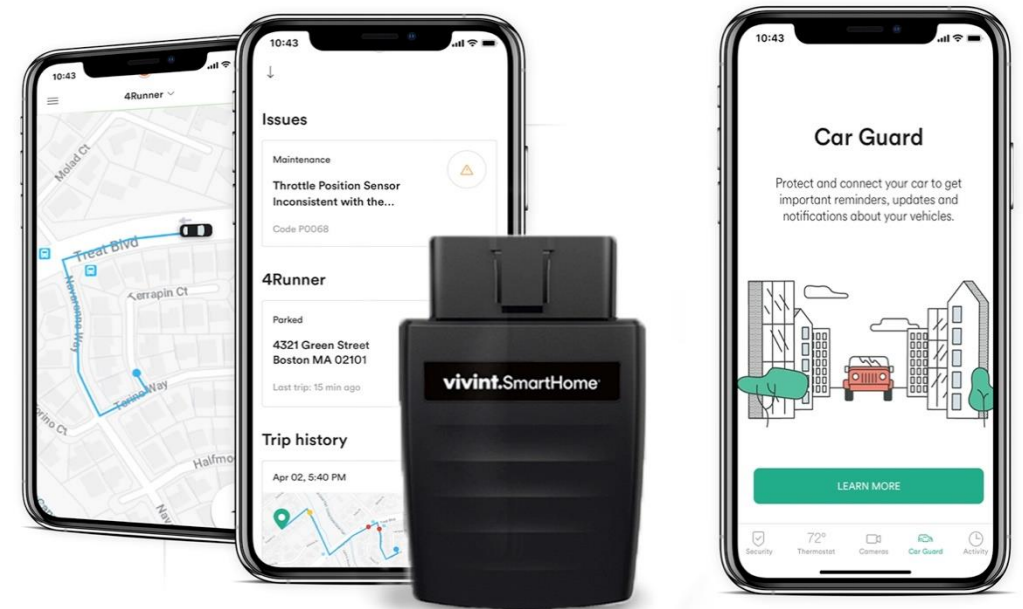 10:43
4Runner
Molad Ct
Treat Blvd
Navaronne Way
Terrapin Ct
Torino Way
Halfmo
10:43
Issues
Maintenance
Throttle Position Sensor
Inconsistent with the...
Code P0068
4Runner
Parked
4321 Green Street
Boston MA 02101
Last trip: 15 min ago
Trip history
Apr 02, 5:40 PM
vivint.SmartHome
10:43
Car Guard
Protect and connect your car to get
important reminders, updates and
notifications about your vehicles.
LEARN MORE
72°
Security Thermostat Cameras Car Guard Activity